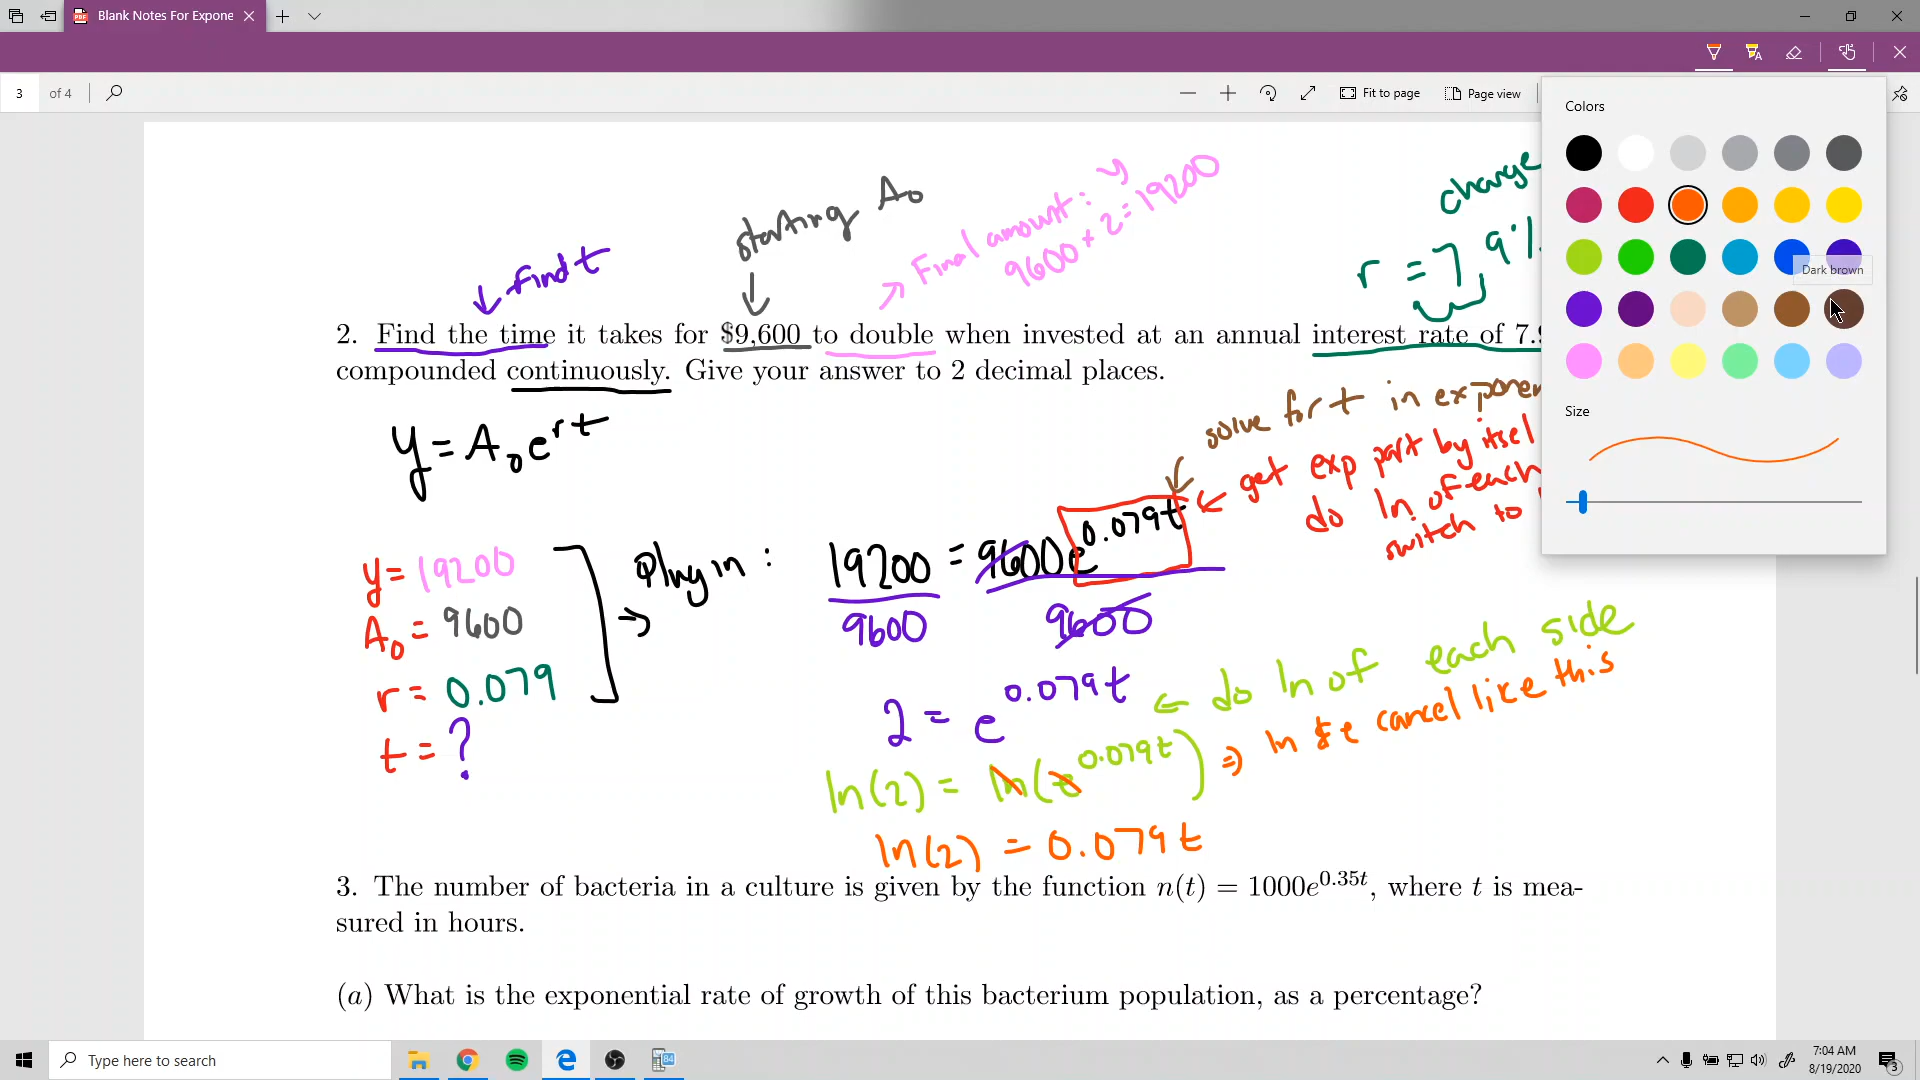 Blank Notes For Expone
3 of 4
Fit to page
Page view
Colors
Dark brown
Size
change
starting A₀
Final amount: y
9600 * 2 = 19200
find t
r = 7.9%
2. Find the time it takes for $9,600 to double when invested at an annual interest rate of 7.9
compounded continuously. Give your answer to 2 decimal places.
y = A₀e^{rt}
solve for t in exponen
get exp part by itsel
do ln of each
switch to
y = 19200
A₀ = 9600
r = 0.079
t = ?
Plug in :
19200 = 9600e^{0.079t}
9600 9600
2 = e^{0.079t}
do ln of each side
ln(2) = ln(e^{0.079t})
ln & e cancel like this
ln(2) = 0.079t
3. The number of bacteria in a culture is given by the function n(t) = 1000e^{0.35t}, where t is mea-
sured in hours.
(a) What is the exponential rate of growth of this bacterium population, as a percentage?
Type here to search
84
7:04 AM
8/19/2020
3